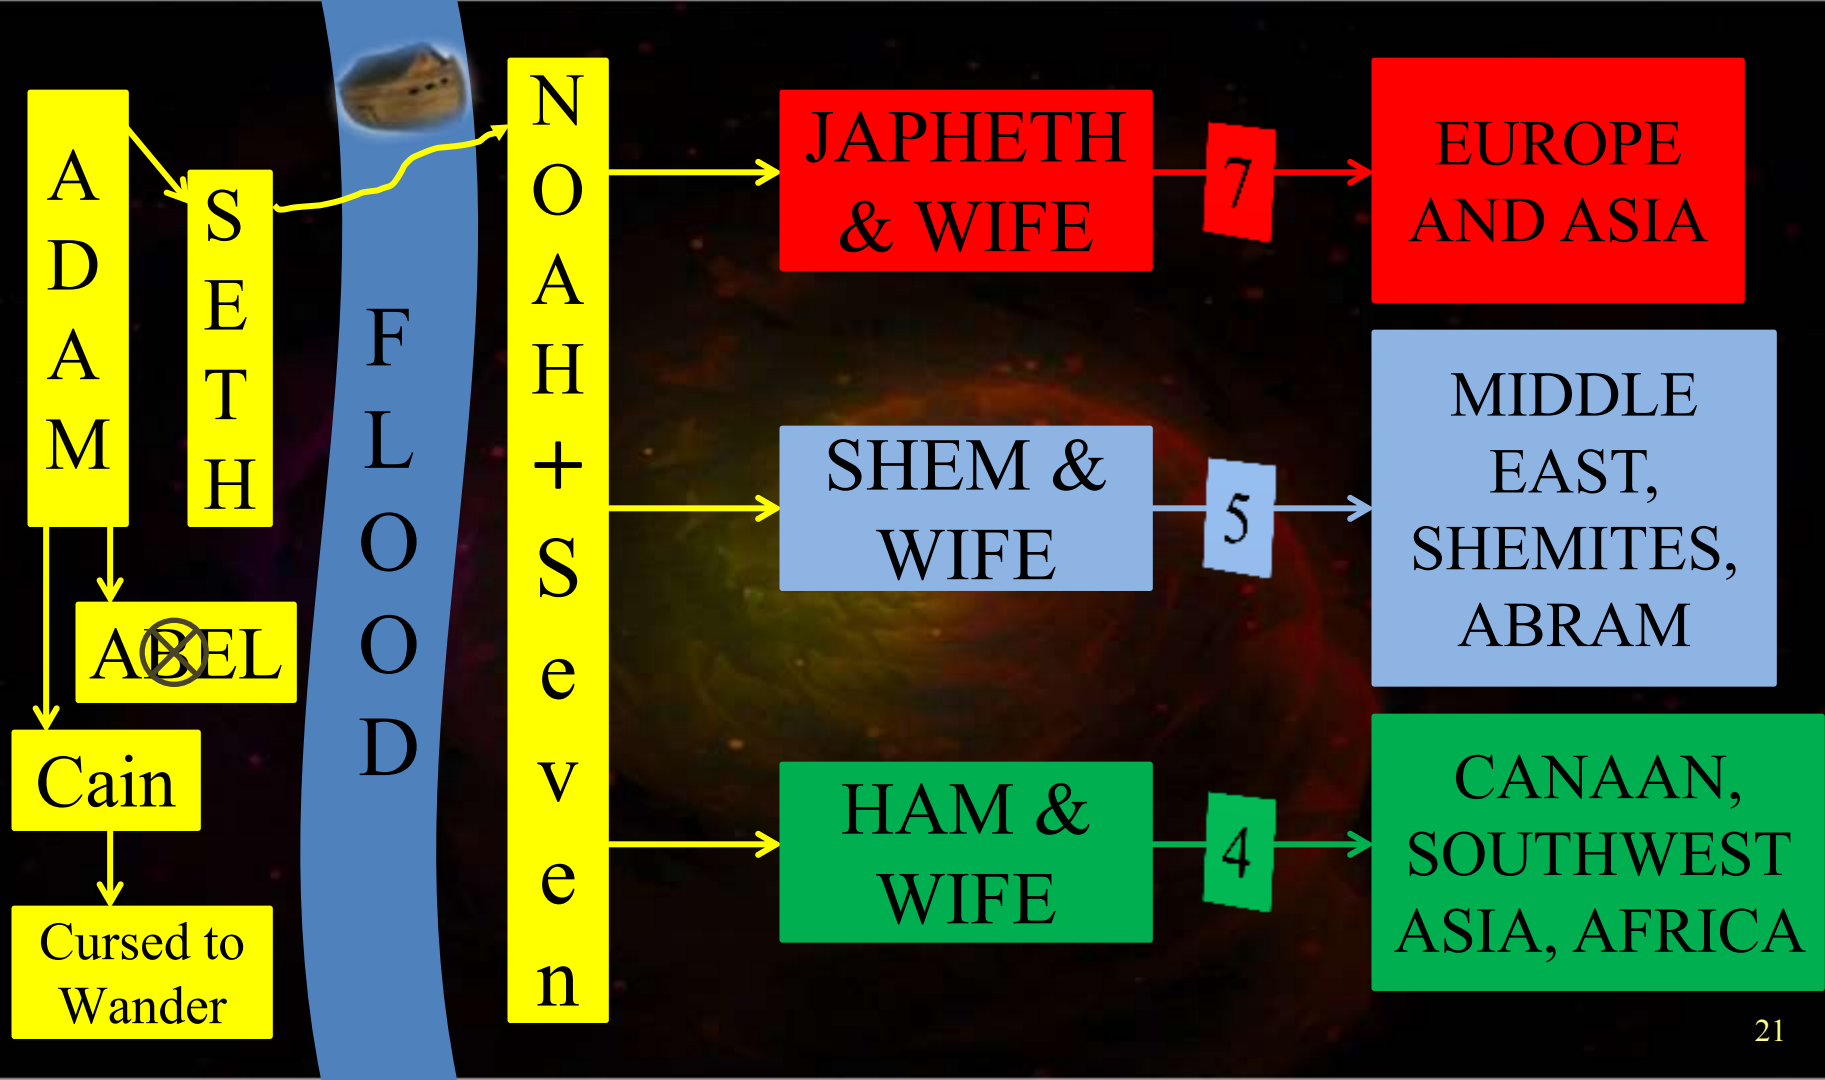 ADAM
SETH
ABEL
Cain
Cursed to
Wander
FLOOD
NOAH+Seven
JAPHETH
& WIFE
7
EUROPE
AND ASIA
SHEM &
WIFE
5
MIDDLE
EAST,
SHEMITES,
ABRAM
HAM &
WIFE
4
CANAAN,
SOUTHWEST
ASIA, AFRICA
21